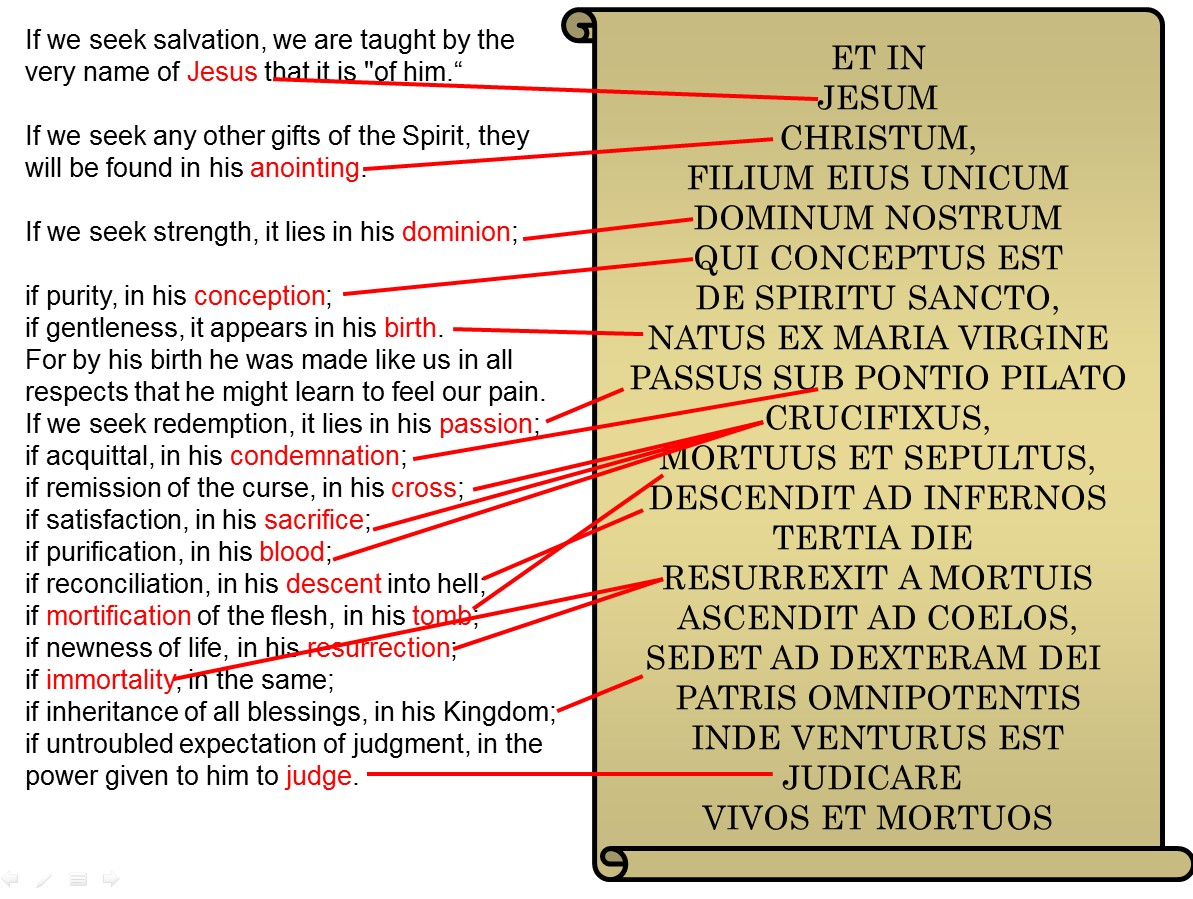 If we seek salvation, we are taught by the
very name of Jesus that it is "of him.“
If we seek any other gifts of the Spirit, they
will be found in his anointing.
If we seek strength, it lies in his dominion;
if purity, in his conception;
if gentleness, it appears in his birth.
For by his birth he was made like us in all
respects that he might learn to feel our pain.
If we seek redemption, it lies in his passion;
if acquittal, in his condemnation;
if remission of the curse, in his cross;
if satisfaction, in his sacrifice;
if purification, in his blood;
if reconciliation, in his descent into hell;
if mortification of the flesh, in his tomb;
if newness of life, in his resurrection;
if immortality, in the same;
if inheritance of all blessings, in his Kingdom;
if untroubled expectation of judgment, in the
power given to him to judge.
ET IN
JESUM
CHRISTUM,
FILIUM EIUS UNICUM
DOMINUM NOSTRUM
QUI CONCEPTUS EST
DE SPIRITU SANCTO,
NATUS EX MARIA VIRGINE
PASSUS SUB PONTIO PILATO
CRUCIFIXUS,
MORTUUS ET SEPULTUS,
DESCENDIT AD INFERNOS
TERTIA DIE
RESURREXIT A MORTUIS
ASCENDIT AD COELOS,
SEDET AD DEXTERAM DEI
PATRIS OMNIPOTENTIS
INDE VENTURUS EST
JUDICARE
VIVOS ET MORTUOS